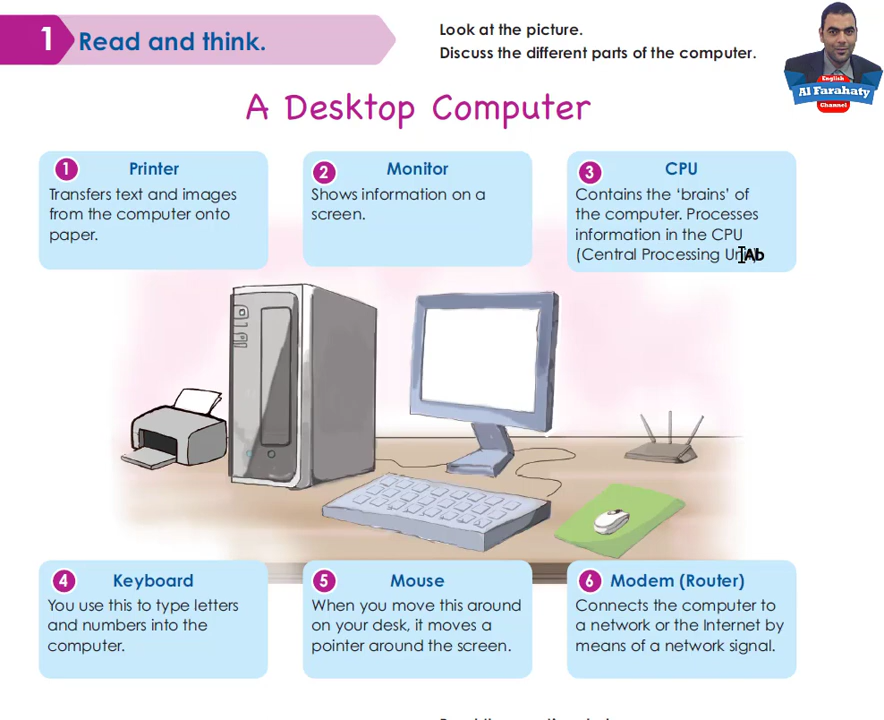 1 Read and think.
Look at the picture.
Discuss the different parts of the computer.
English
Al Farahaty
Channel
A Desktop Computer
1 Printer
Transfers text and images
from the computer onto
paper.
2 Monitor
Shows information on a
screen.
3 CPU
Contains the ‘brains’ of
the computer. Processes
information in the CPU
(Central Processing
Ab
4 Keyboard
You use this to type letters
and numbers into the
computer.
5 Mouse
When you move this around
on your desk, it moves a
pointer around the screen.
6 Modem (Router)
Connects the computer to
a network or the Internet by
means of a network signal.